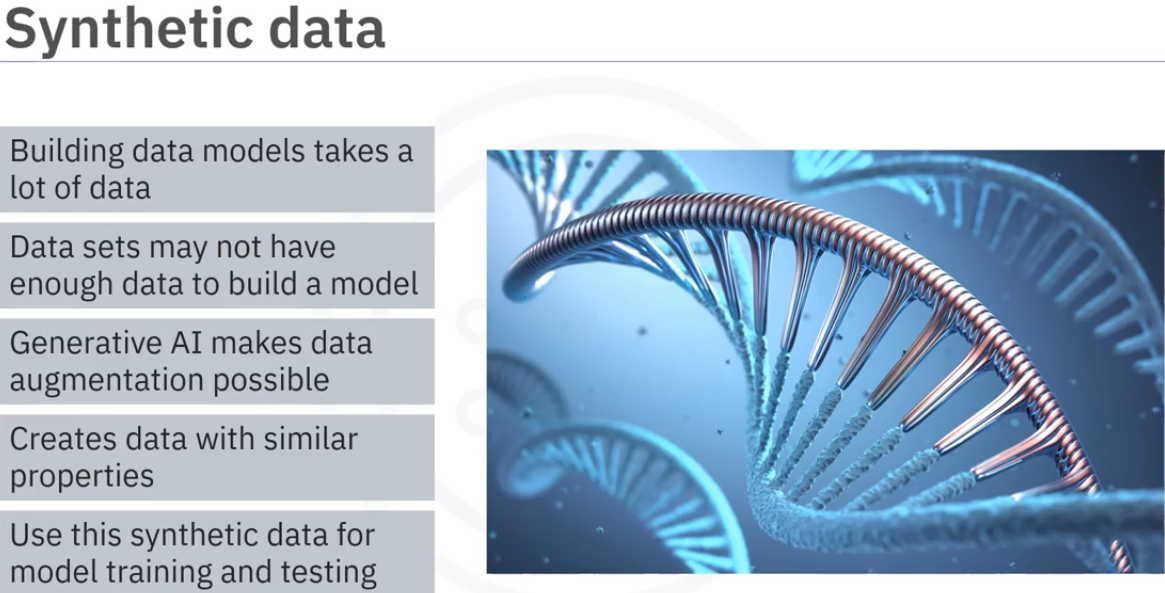 Synthetic data
Building data models takes a
lot of data
Data sets may not have
enough data to build a model
Generative AI makes data
augmentation possible
Creates data with similar
properties
Use this synthetic data for
model training and testing